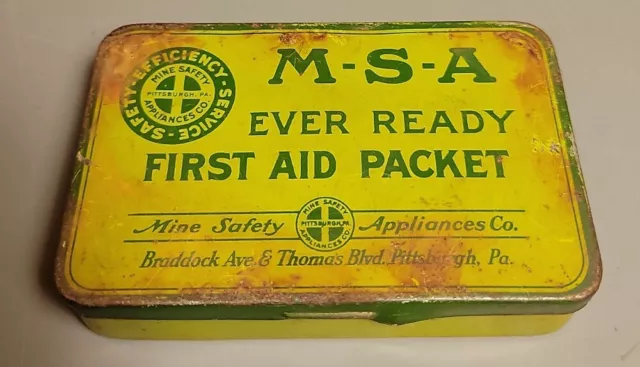 SAFETY-EFFICIENCY-SERVICE-
MINE SAFETY
PITTSBURGH, PA.
APPLIANCES CO.
M-S-A
EVER READY
FIRST AID PACKET
Mine Safety
MINE SAFETY
PITTSBURGH, PA.
APPLIANCES CO.
Appliances Co.
Braddock Ave. & Thomas Blvd. Pittsburgh, Pa.